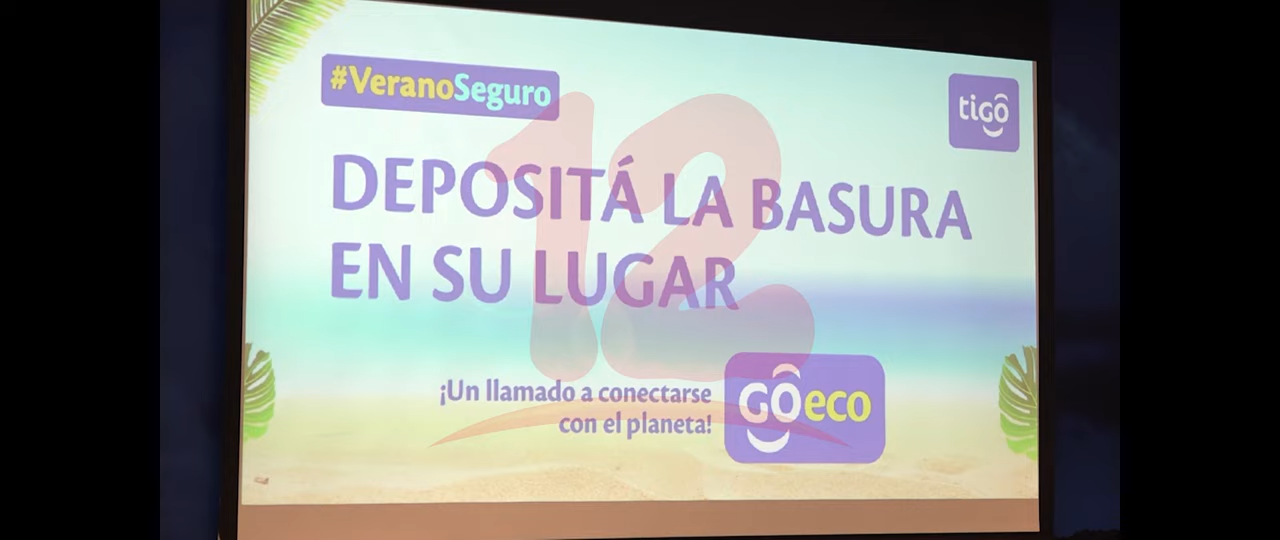 #VeranoSeguro
tigo
DEPOSITÁ LA BASURA
EN SU LUGAR
12
¡Un llamado a conectarse
con el planeta!
GOeco